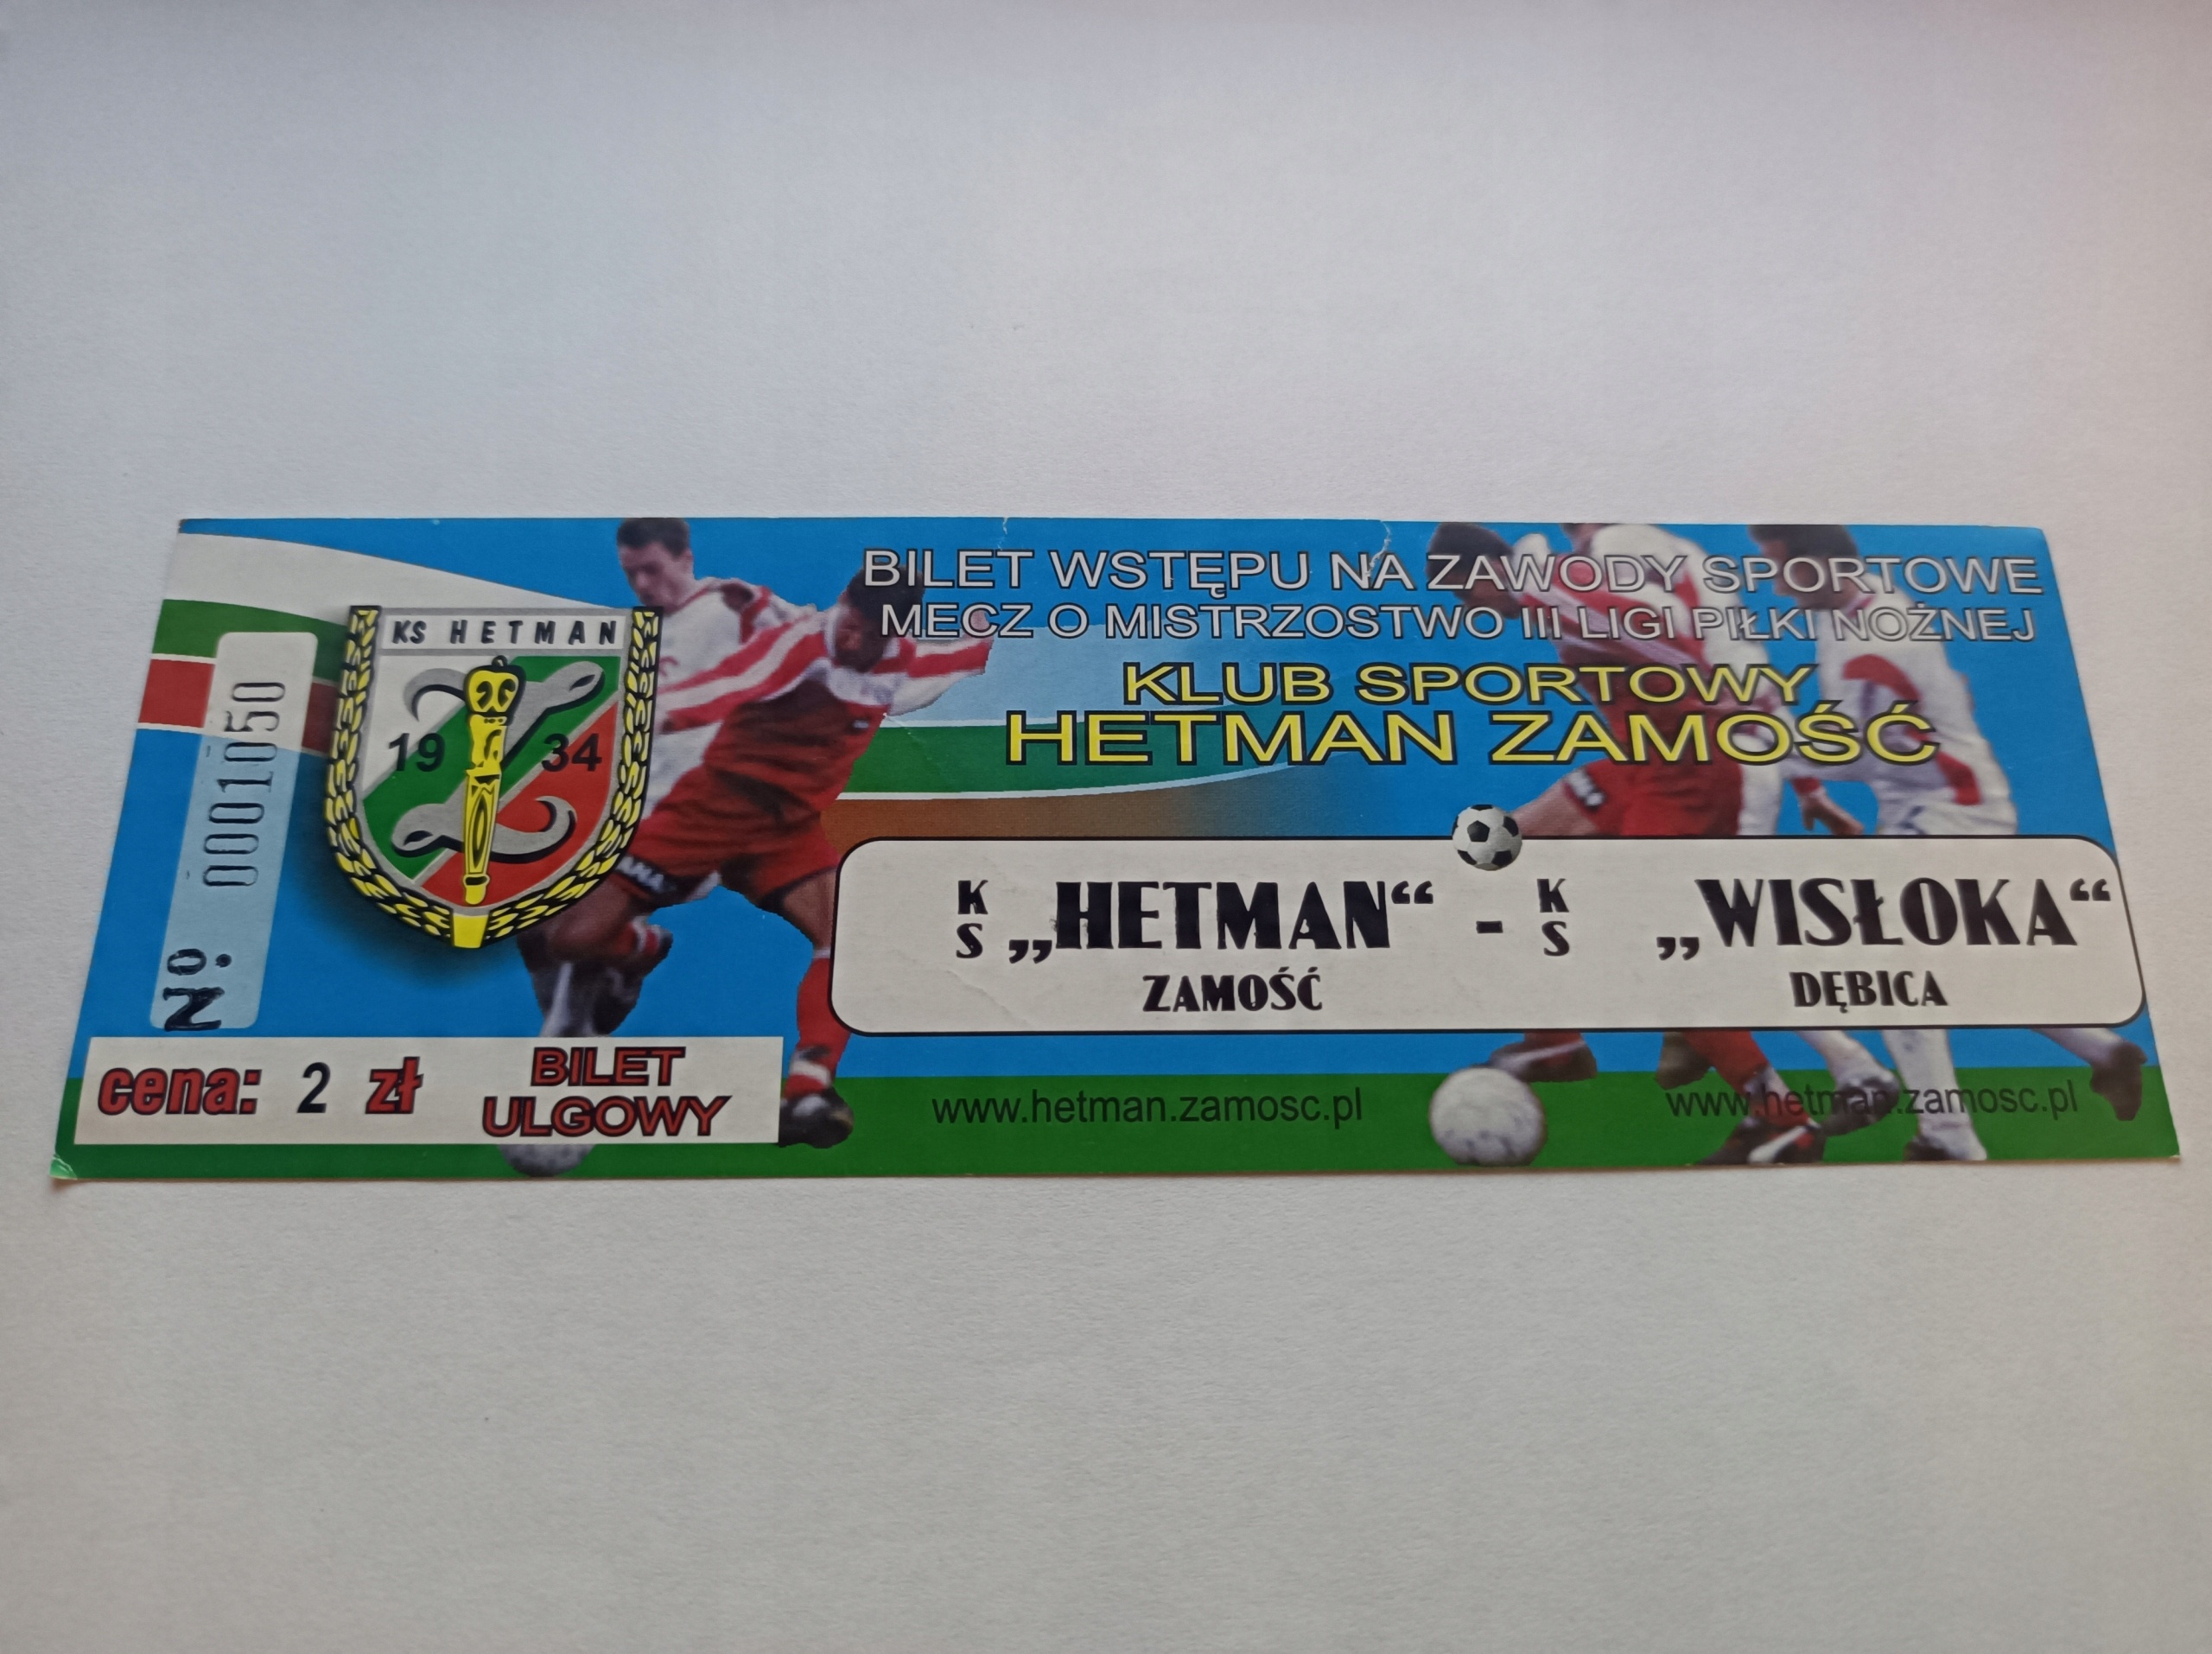 BILET WSTĘPU NA ZAWODY SPORTOWE
MECZ O MISTRZOSTWO III LIGI PIŁKI NOŻNEJ
KLUB SPORTOWY
HETMAN ZAMOŚĆ
KS HETMAN
19 34
No. 0001050
KS „HETMAN“ - KS „WISŁOKA“
ZAMOŚĆ DĘBICA
cena: 2 zł
BILET
ULGOWY
www.hetman.zamosc.pl www.hetman.zamosc.pl